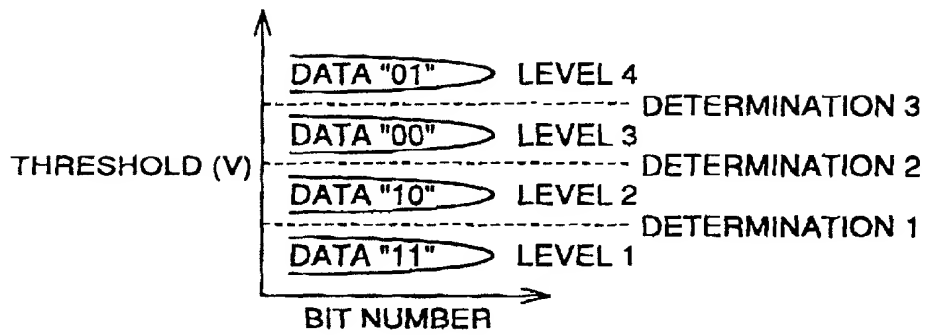 DATA "01" LEVEL 4
DETERMINATION 3
DATA "00" LEVEL 3
THRESHOLD (V)
DETERMINATION 2
DATA "10" LEVEL 2
DETERMINATION 1
DATA "11" LEVEL 1
BIT NUMBER